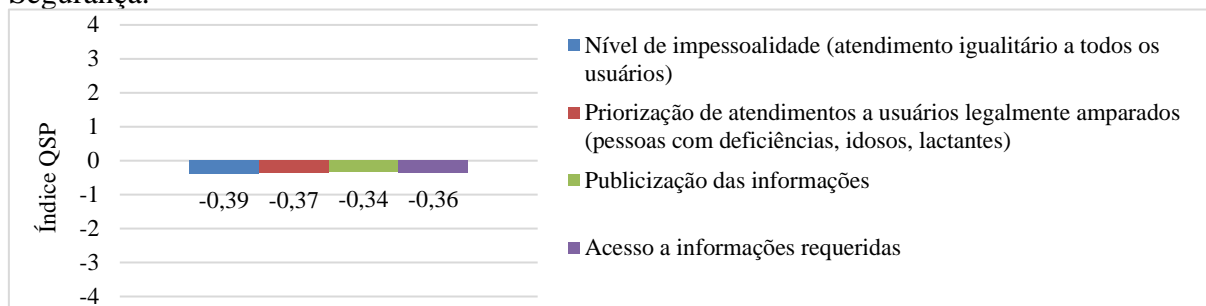 Segurança.
4
3
2
1
0
-1
-2
-3
-4
Índice QSP
-0,39 -0,37 -0,34 -0,36
Nível de impessoalidade (atendimento igualitário a todos os
usuários)
Priorização de atendimentos a usuários legalmente amparados
(pessoas com deficiências, idosos, lactantes)
Publicização das informações
Acesso a informações requeridas